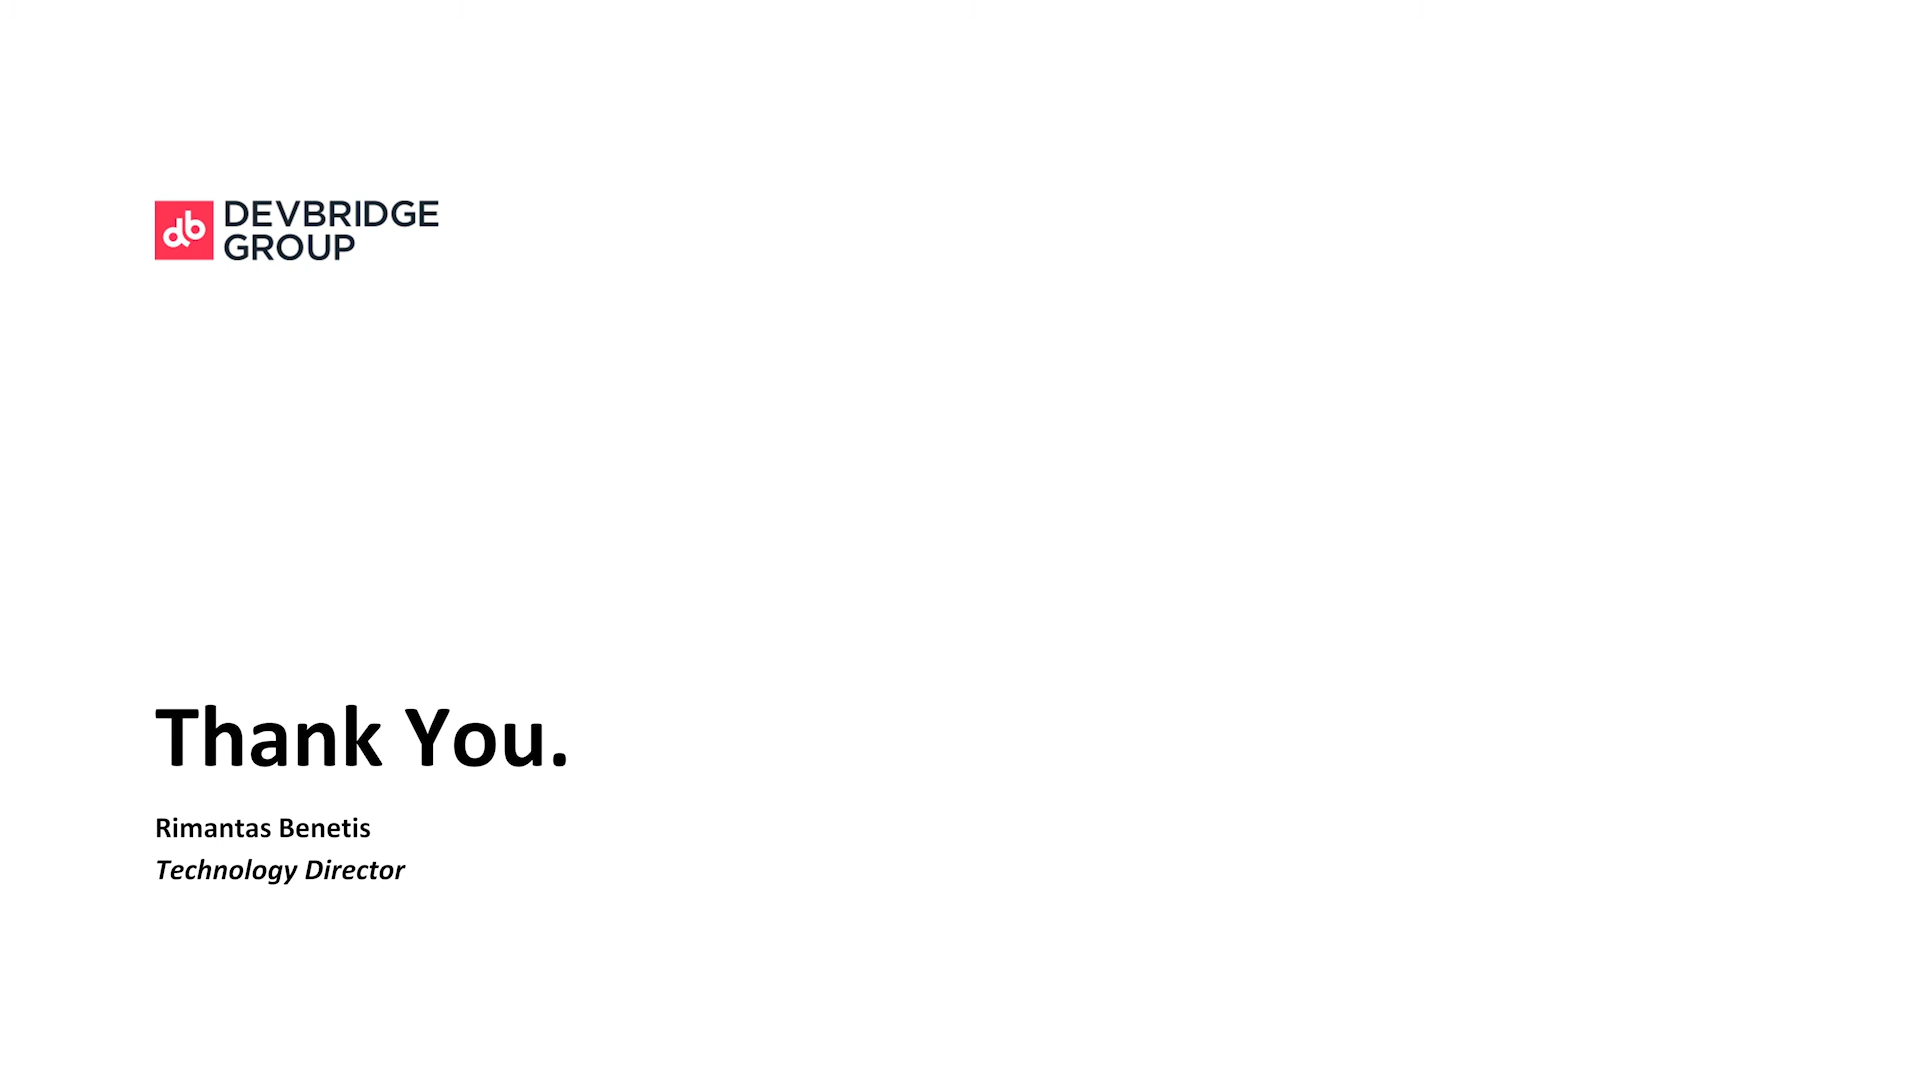 db
DEVBRIDGE
GROUP
Thank You.
Rimantas Benetis
Technology Director